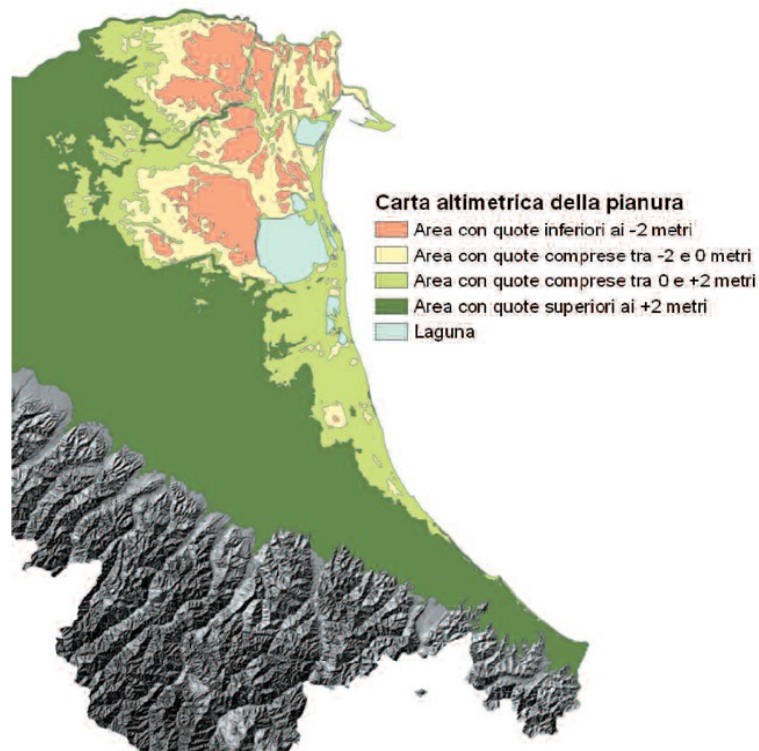 Carta altimetrica della pianura
Area con quote inferiori ai -2 metri
Area con quote comprese tra -2 e 0 metri
Area con quote comprese tra 0 e +2 metri
Area con quote superiori ai +2 metri
Laguna